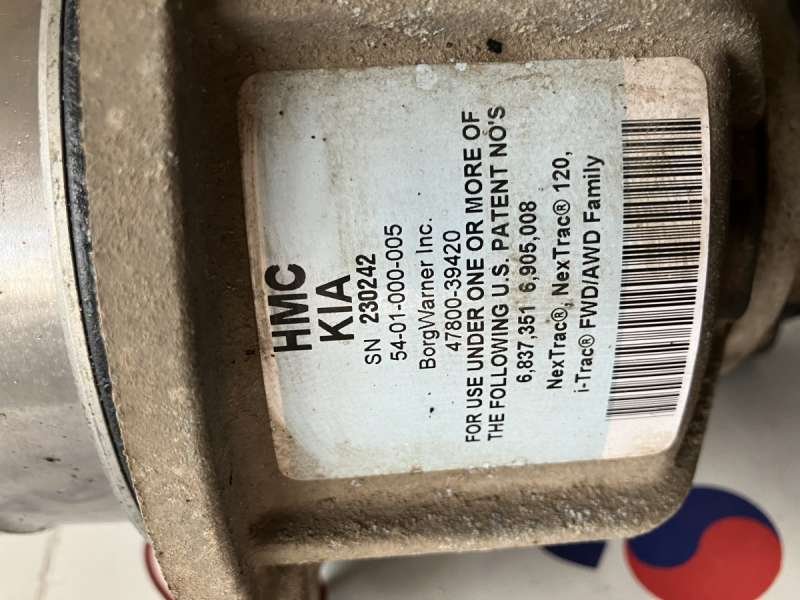 HMC
KIA
SN 230242
54-01-000-005
BorgWarner Inc.
47800-39420
FOR USE UNDER ONE OR MORE OF
THE FOLLOWING U.S. PATENT NO'S
6,837,351 6,905,008
NexTrac®, NexTrac® 120,
i-Trac® FWD/AWD Family